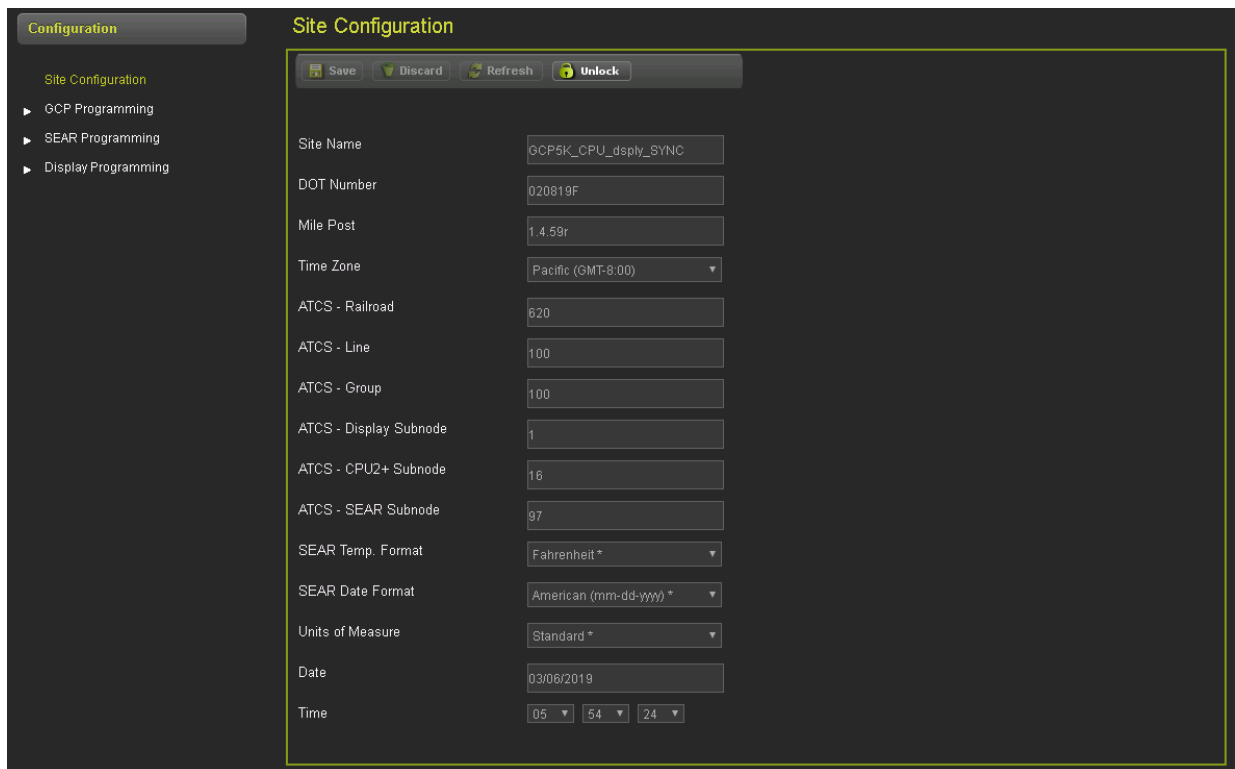 Configuration
Site Configuration
GCP Programming
SEAR Programming
Display Programming
Site Configuration
Save Discard Refresh Unlock
Site Name GCP5K_CPU_dsply_SYNC
DOT Number 020819F
Mile Post 1.4.59r
Time Zone Pacific (GMT-8:00)
ATCS - Railroad 620
ATCS - Line 100
ATCS - Group 100
ATCS - Display Subnode 1
ATCS - CPU2+ Subnode 16
ATCS - SEAR Subnode 97
SEAR Temp. Format Fahrenheit *
SEAR Date Format American (mm-dd-yyyy) *
Units of Measure Standard *
Date 03/06/2019
Time 05 54 24